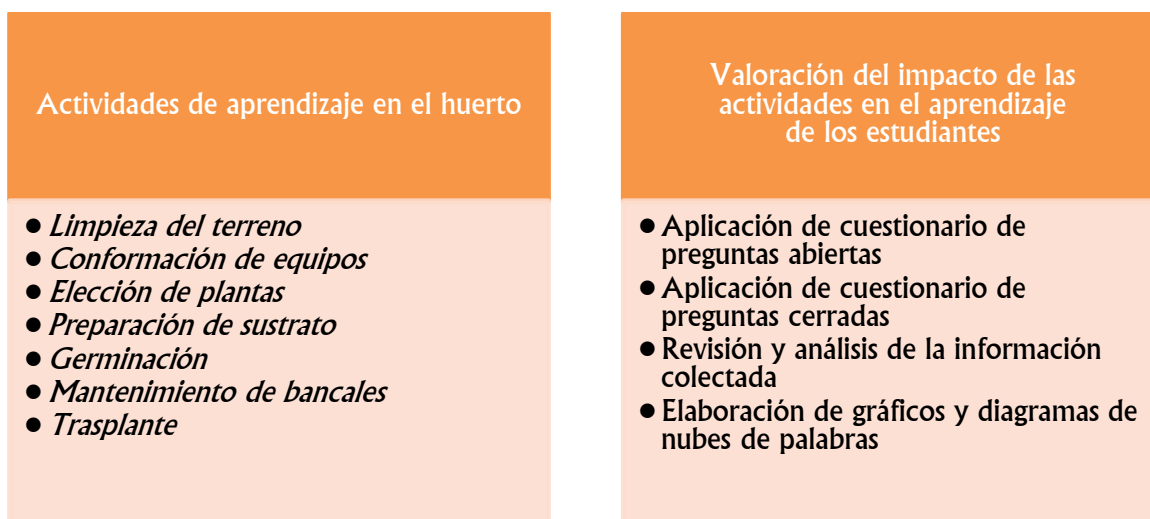 Actividades de aprendizaje en el huerto
• Limpieza del terreno
• Conformación de equipos
• Elección de plantas
• Preparación de sustrato
• Germinación
• Mantenimiento de bancales
• Trasplante
Valoración del impacto de las
actividades en el aprendizaje
de los estudiantes
• Aplicación de cuestionario de
preguntas abiertas
• Aplicación de cuestionario de
preguntas cerradas
• Revisión y análisis de la información
colectada
• Elaboración de gráficos y diagramas de
nubes de palabras